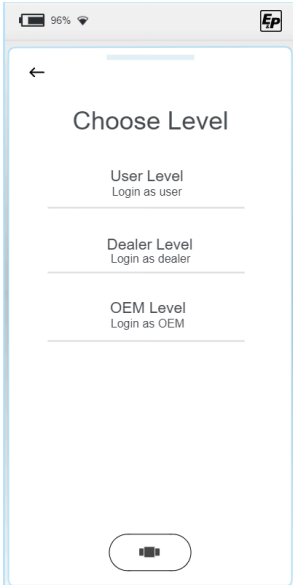 96%
EP
Choose Level
User Level
Login as user
Dealer Level
Login as dealer
OEM Level
Login as OEM